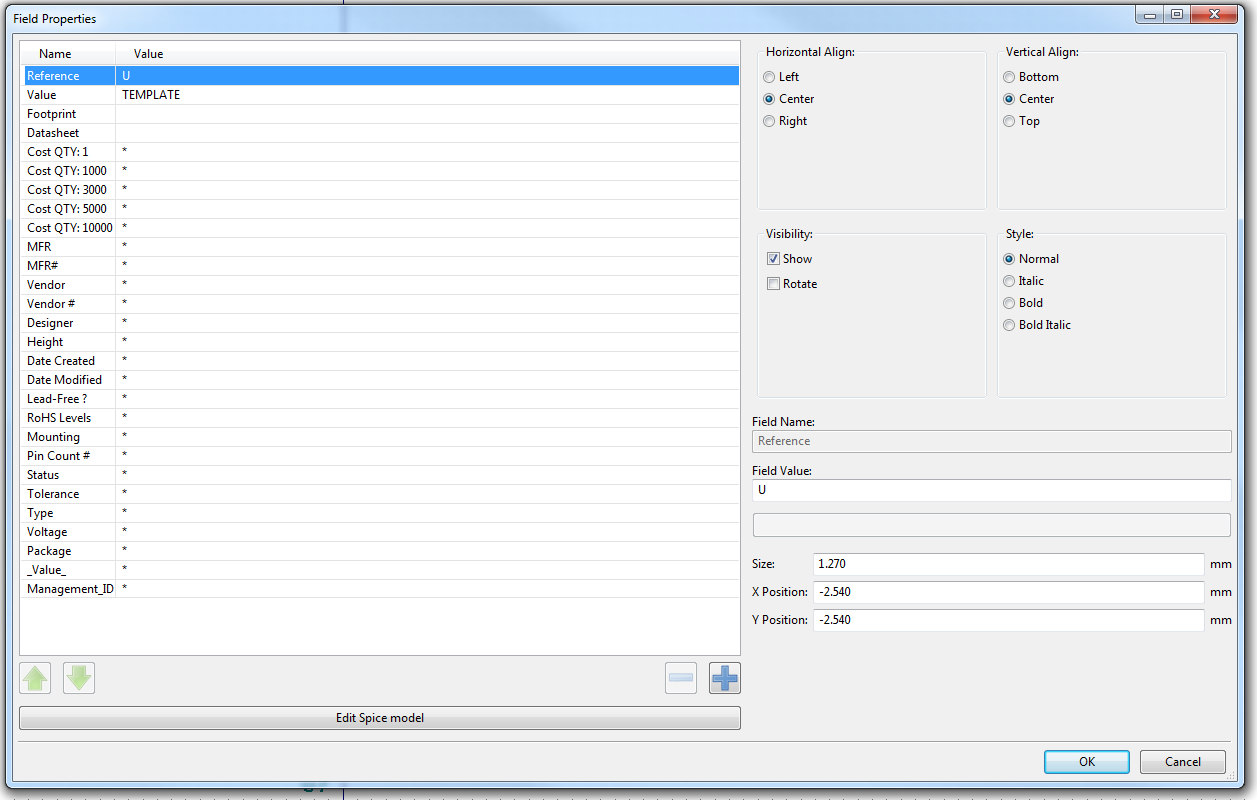 Field Properties
Name Value
Reference U
Value TEMPLATE
Footprint
Datasheet
Cost QTY: 1 *
Cost QTY: 1000 *
Cost QTY: 3000 *
Cost QTY: 5000 *
Cost QTY: 10000 *
MFR *
MFR# *
Vendor *
Vendor # *
Designer *
Height *
Date Created *
Date Modified *
Lead-Free ? *
RoHS Levels *
Mounting *
Pin Count # *
Status *
Tolerance *
Type *
Voltage *
Package *
_Value_ *
Management_ID *
Edit Spice model
Horizontal Align:
Left
Center
Right
Vertical Align:
Bottom
Center
Top
Visibility:
Show
Rotate
Style:
Normal
Italic
Bold
Bold Italic
Field Name:
Reference
Field Value:
U
Size: 1.270 mm
X Position: -2.540 mm
Y Position: -2.540 mm
OK Cancel